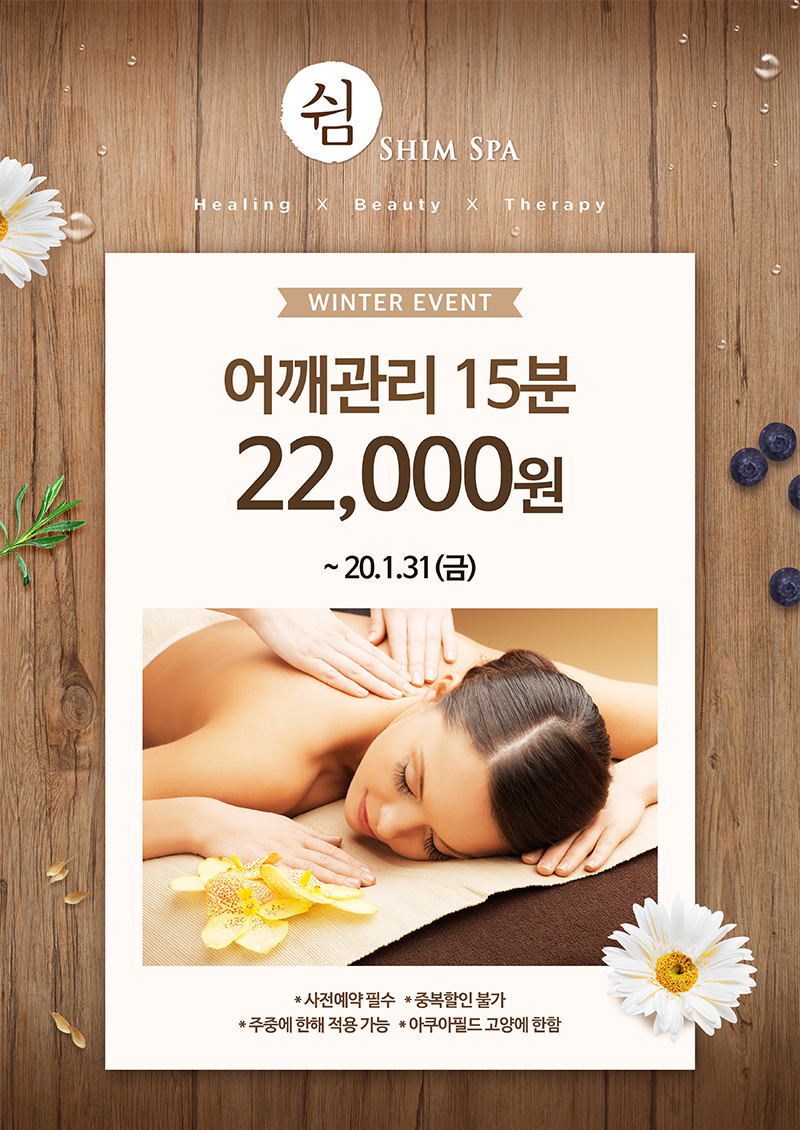 쉼
SHIM SPA
Healing X Beauty X Therapy
WINTER EVENT
어깨관리 15분
22,000원
~ 20.1.31(금)
* 사전예약 필수 * 중복할인 불가
* 주중에 한해 적용 가능 * 아쿠아필드 고양에 한함